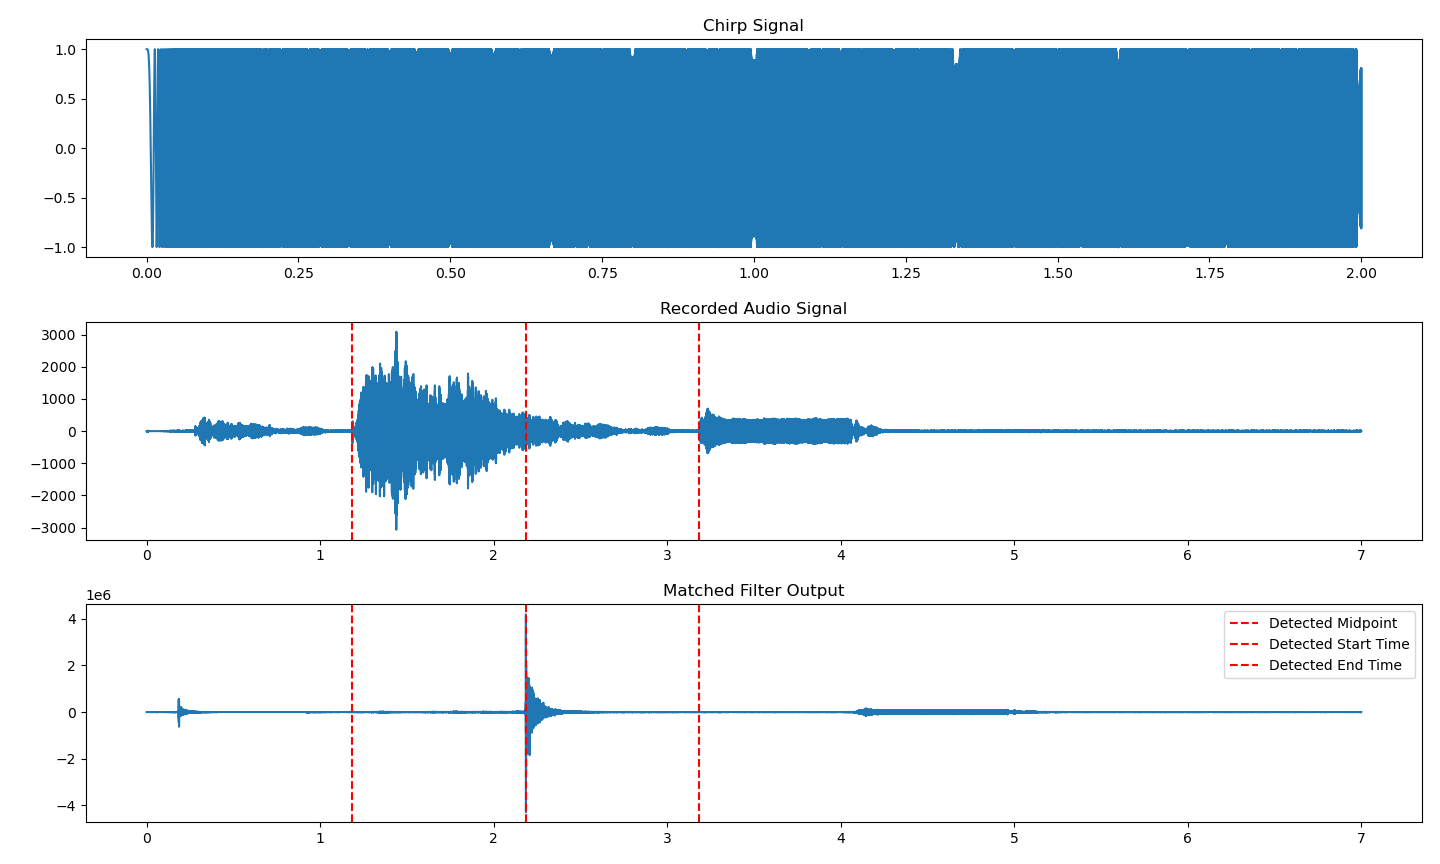 Chirp Signal
1.0
0.5
0.0
−0.5
−1.0
0.00 0.25 0.50 0.75 1.00 1.25 1.50 1.75 2.00
Recorded Audio Signal
3000
2000
1000
0
−1000
−2000
−3000
0 1 2 3 4 5 6 7
Matched Filter Output
1e6
4
2
0
−2
−4
Detected Midpoint
Detected Start Time
Detected End Time
0 1 2 3 4 5 6 7